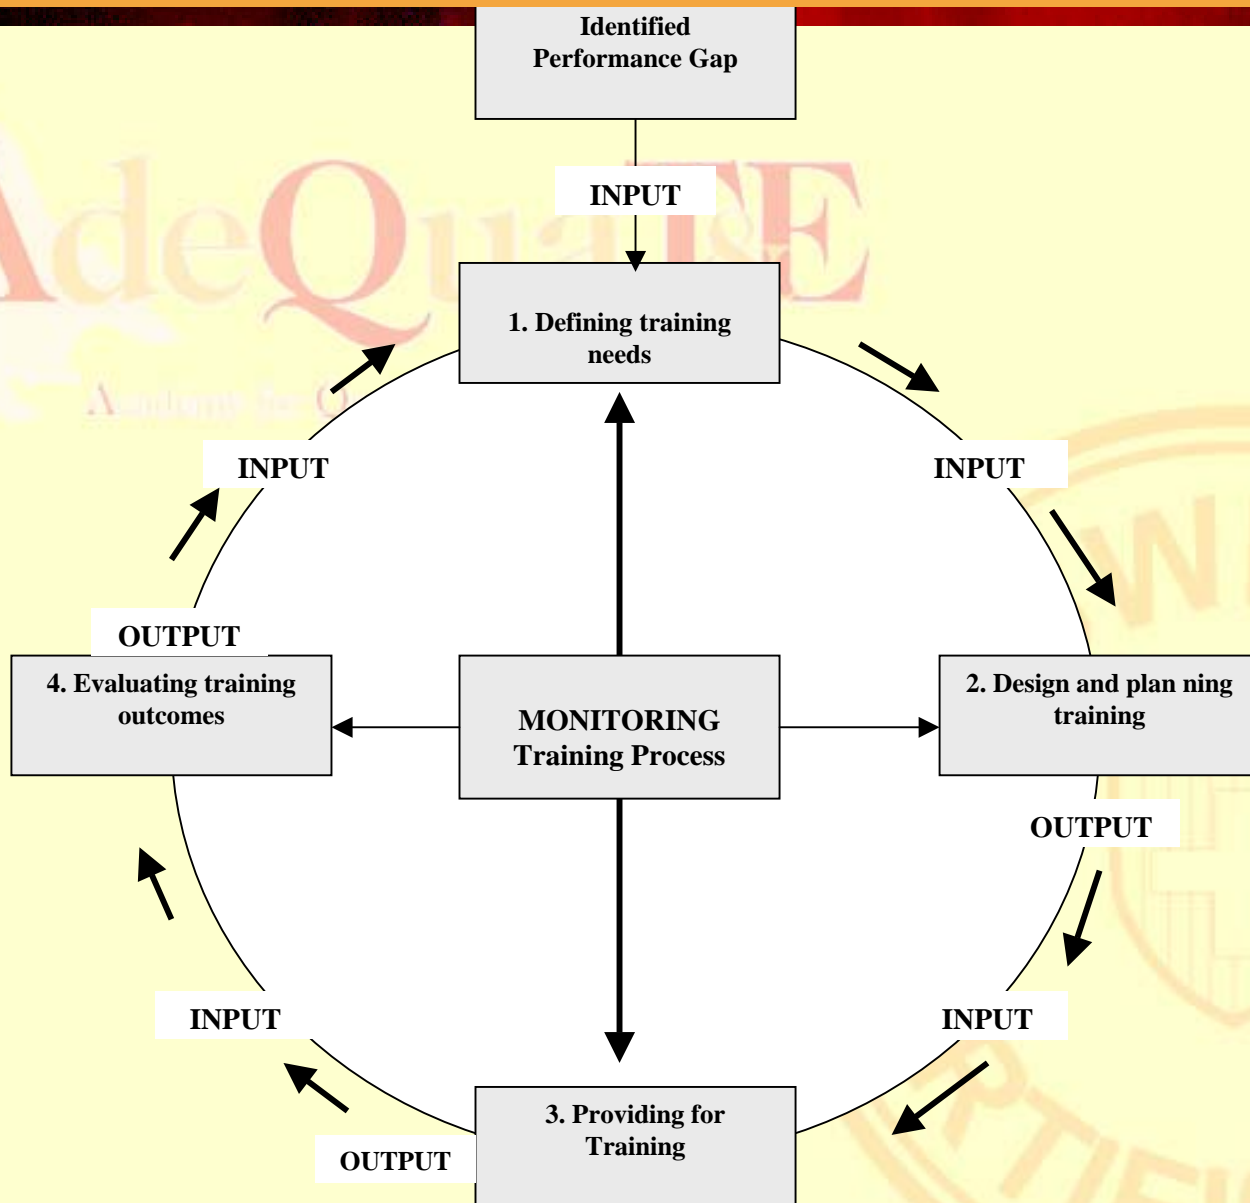 Identified
Performance Gap
INPUT
AdeQuaTE
1. Defining training
needs
INPUT
INPUT
OUTPUT
4. Evaluating training
outcomes
MONITORING
Training Process
2. Design and plan ning
training
OUTPUT
INPUT
INPUT
3. Providing for
Training
OUTPUT